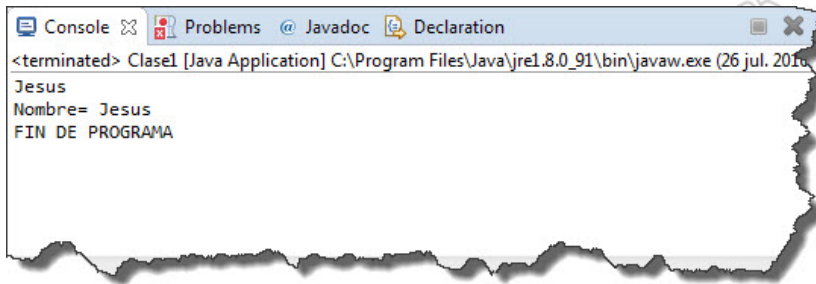 Console Problems @ Javadoc Declaration
<terminated> Clase1 [Java Application] C:\Program Files\Java\jre1.8.0_91\bin\javaw.exe (26 jul. 2016
Jesus
Nombre= Jesus
FIN DE PROGRAMA